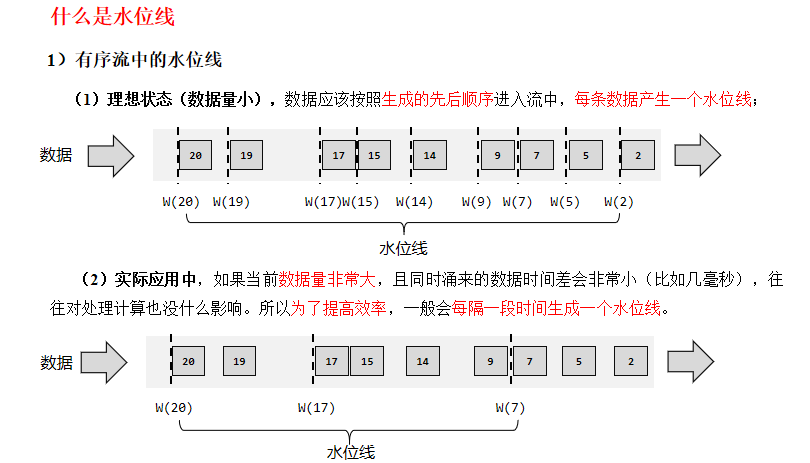 什么是水位线
1）有序流中的水位线
（1）理想状态（数据量小），数据应该按照生成的先后顺序进入流中，每条数据产生一个水位线；
数据
20 19 17 15 14 9 7 5 2
W(20) W(19) W(17)W(15) W(14) W(9) W(7) W(5) W(2)
水位线
（2）实际应用中，如果当前数据量非常大，且同时涌来的数据时间差会非常小（比如几毫秒），往
往对处理计算也没什么影响。所以为了提高效率，一般会每隔一段时间生成一个水位线。
数据
20 19 17 15 14 9 7 5 2
W(20) W(17) W(7)
水位线